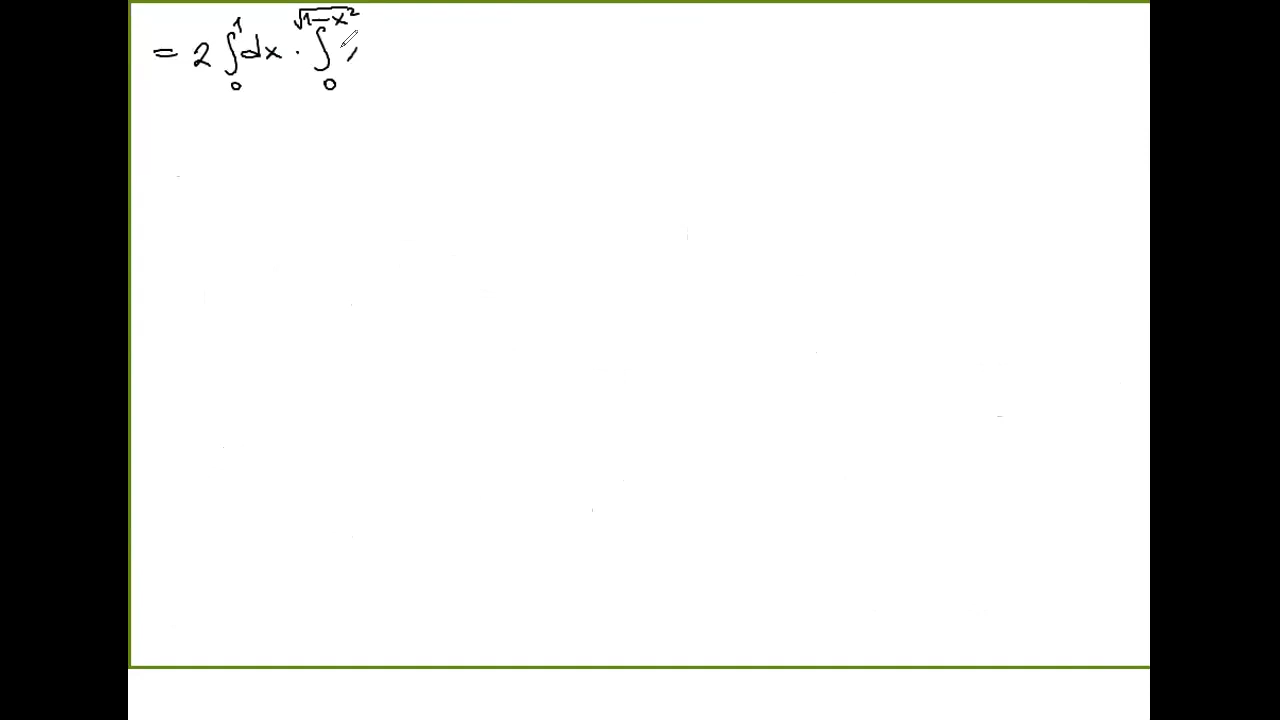 = 2 ∫₀¹ dx · ∫₀^√(1−x²)